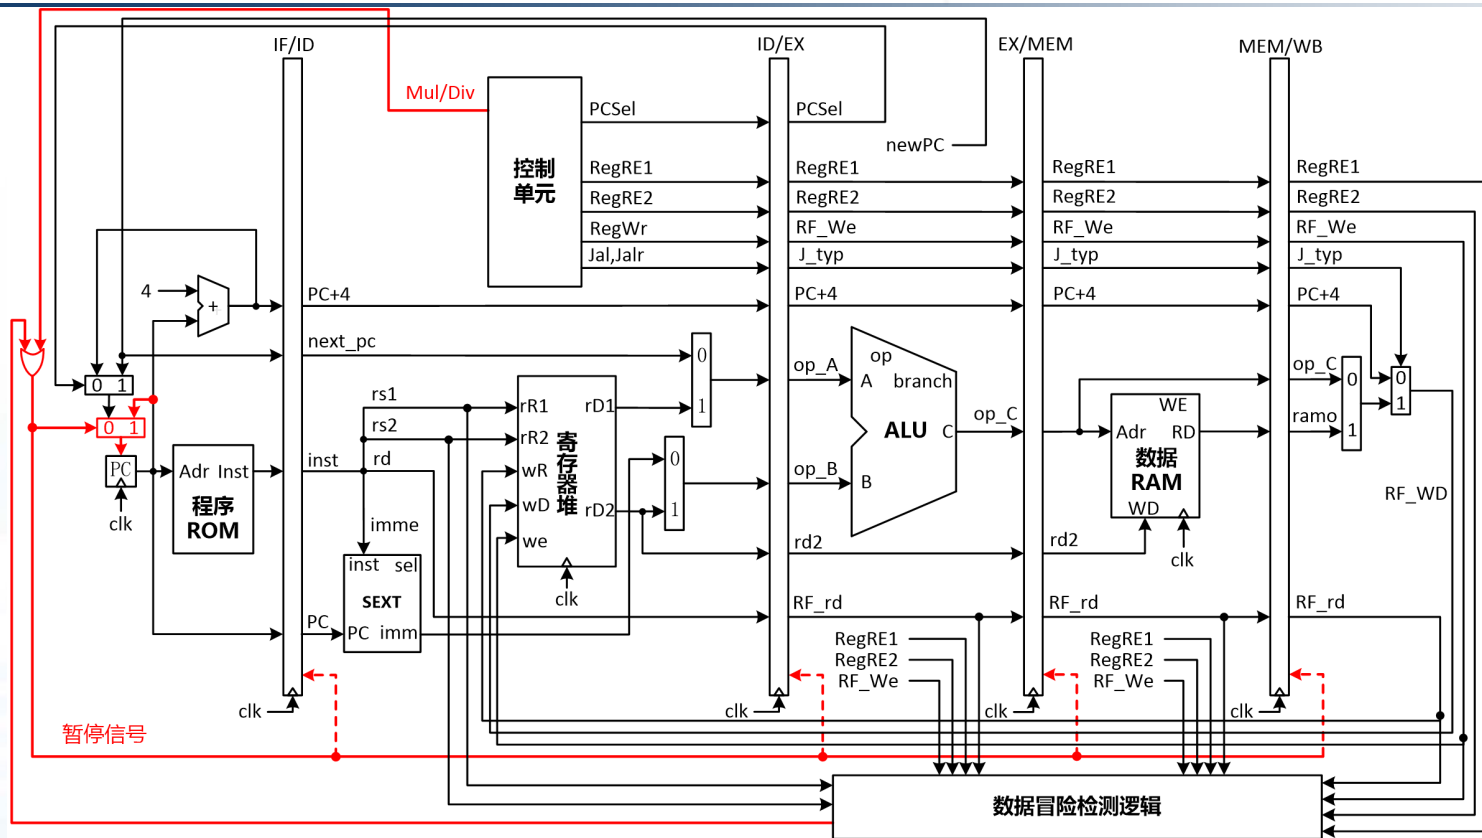 IF/ID
ID/EX
EX/MEM
MEM/WB
Mul/Div
控制
单元
PCSel
PCSel
newPC
RegRE1
RegRE1
RegRE1
RegRE1
RegRE2
RegRE2
RegRE2
RegRE2
RegWr
RF_We
RF_We
RF_We
Jal,Jalr
J_typ
J_typ
J_typ
4
+
PC+4
PC+4
PC+4
PC+4
next_pc
0
1
0 1
0 1
PC
clk
Adr Inst
程序
ROM
inst
rs1
rs2
rd
imme
rR1
rR2
wR
wD
we
rD1
rD2
寄存器堆
clk
0
1
inst sel
SEXT
PC imm
PC
op_A
op_B
op
A
branch
ALU
C
B
op_C
WE
Adr RD
数据
RAM
WD
clk
op_C
ramo
0
1
0
1
RF_WD
rd2
rd2
RF_rd
RF_rd
RF_rd
RegRE1
RegRE2
RF_We
RegRE1
RegRE2
RF_We
clk
clk
clk
clk
暂停信号
数据冒险检测逻辑